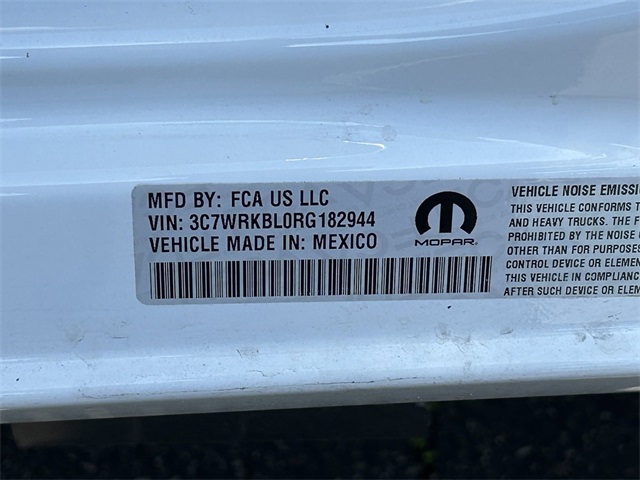 MFD BY: FCA US LLC
VIN: 3C7WRKBL0RG182944
VEHICLE MADE IN: MEXICO
MOPAR
VEHICLE NOISE EMISSI
THIS VEHICLE CONFORMS T
AND HEAVY TRUCKS. THE F
PROHIBITED BY THE NOISE
OTHER THAN FOR PURPOSES
CONTROL DEVICE OR ELEMEN
THIS VEHICLE IN COMPLIANC
AFTER SUCH DEVICE OR ELEM